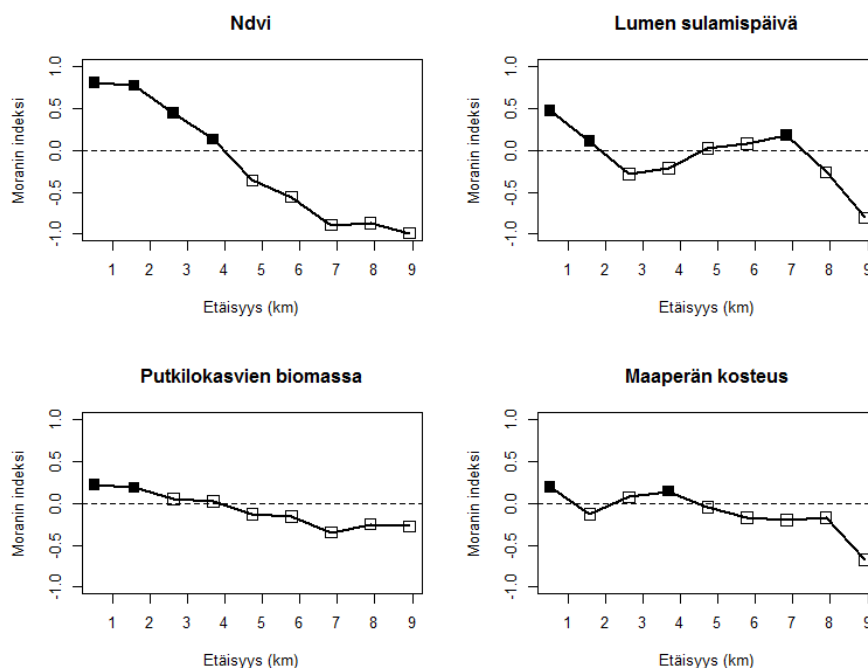 Ndvi
Moranin indeksi
1.0
0.5
0.0
-0.5
-1.0
1 2 3 4 5 6 7 8 9
Etäisyys (km)
Lumen sulamispäivä
Moranin indeksi
1.0
0.5
0.0
-0.5
-1.0
1 2 3 4 5 6 7 8 9
Etäisyys (km)
Putkilokasvien biomassa
Moranin indeksi
1.0
0.5
0.0
-0.5
-1.0
1 2 3 4 5 6 7 8 9
Etäisyys (km)
Maaperän kosteus
Moranin indeksi
1.0
0.5
0.0
-0.5
-1.0
1 2 3 4 5 6 7 8 9
Etäisyys (km)